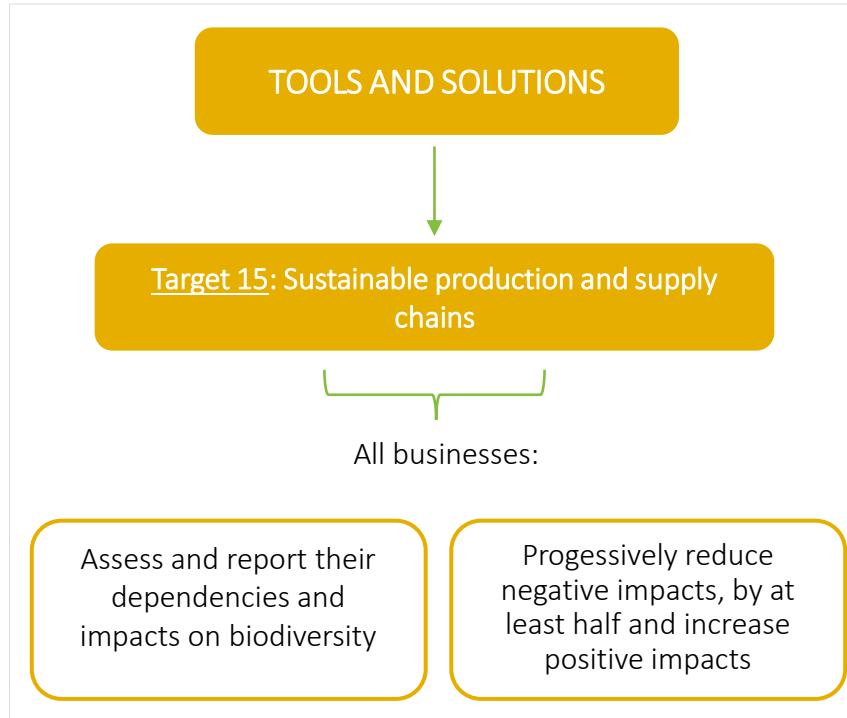 TOOLS AND SOLUTIONS
Target 15: Sustainable production and supply
chains
All businesses:
Assess and report their
dependencies and
impacts on biodiversity
Progessively reduce
negative impacts, by at
least half and increase
positive impacts